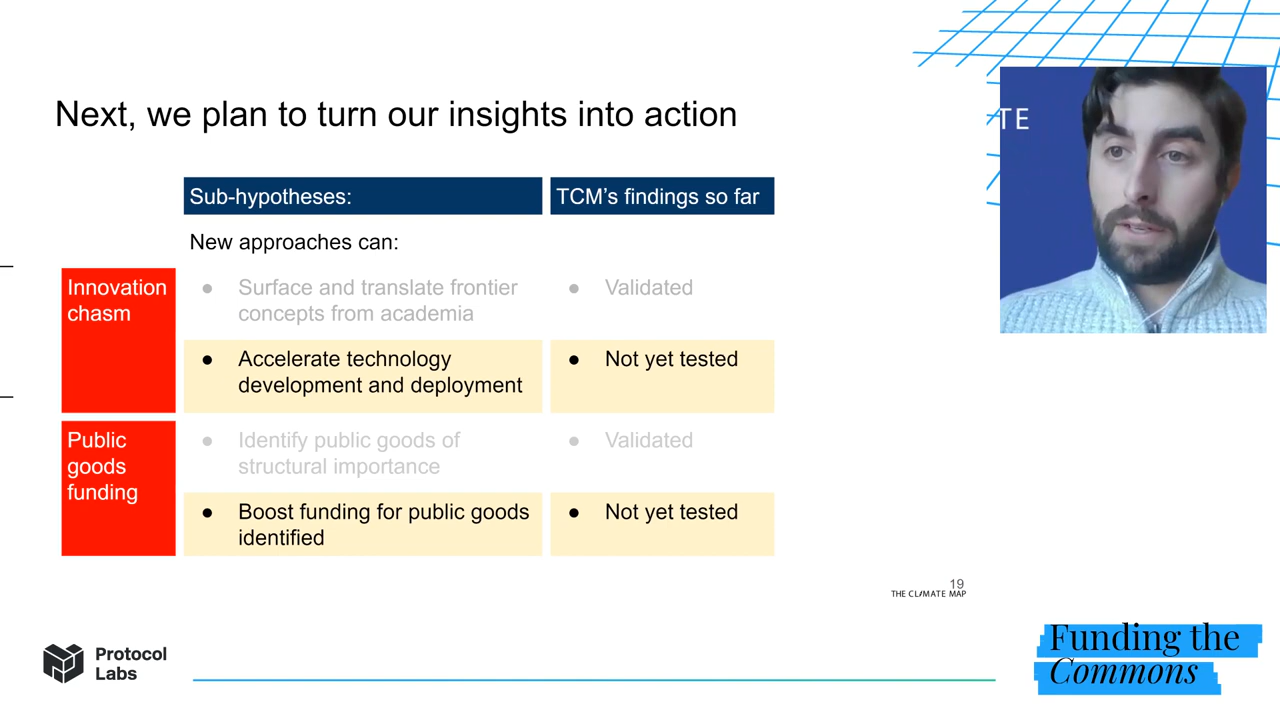 Next, we plan to turn our insights into action
TE
Sub-hypotheses:
TCM’s findings so far
New approaches can:
Innovation
chasm
● Surface and translate frontier
concepts from academia
● Validated
● Accelerate technology
development and deployment
● Not yet tested
Public
goods
funding
● Identify public goods of
structural importance
● Validated
● Boost funding for public goods
identified
● Not yet tested
19
THE CLIMATE MAP
Protocol
Labs
Funding the
Commons